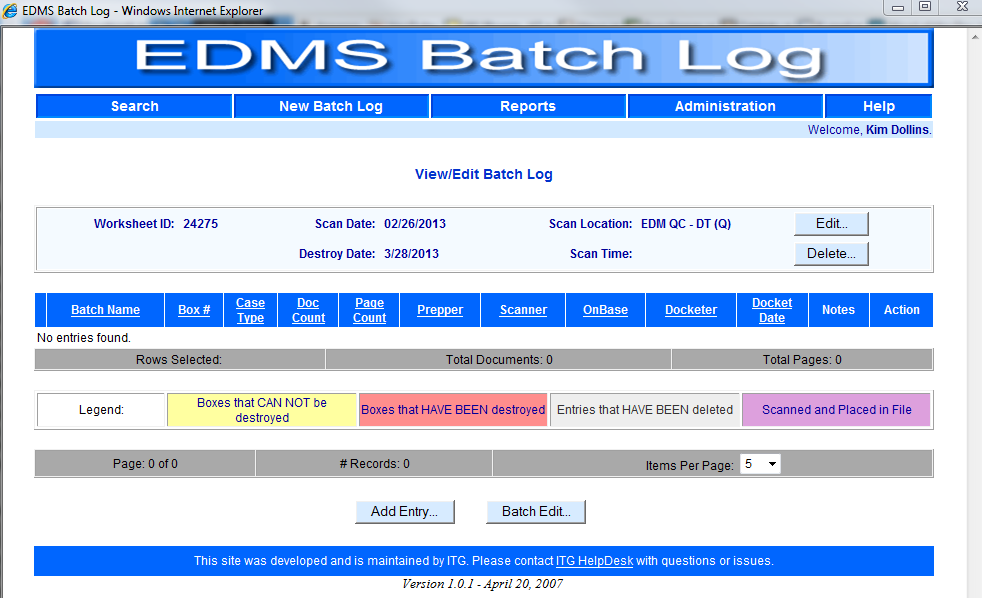 EDMS Batch Log - Windows Internet Explorer
EDMS Batch Log
Search New Batch Log Reports Administration Help
Welcome, Kim Dollins.
View/Edit Batch Log
Worksheet ID: 24275 Scan Date: 02/26/2013 Scan Location: EDM QC - DT (Q) Edit...
Destroy Date: 3/28/2013 Scan Time: Delete...
Batch Name Box # Case Type Doc Count Page Count Prepper Scanner OnBase Docketer Docket Date Notes Action
No entries found.
Rows Selected: Total Documents: 0 Total Pages: 0
Legend: Boxes that CAN NOT be destroyed Boxes that HAVE BEEN destroyed Entries that HAVE BEEN deleted Scanned and Placed in File
Page: 0 of 0 # Records: 0 Items Per Page: 5
Add Entry... Batch Edit...
This site was developed and is maintained by ITG. Please contact ITG HelpDesk with questions or issues.
Version 1.0.1 - April 20, 2007